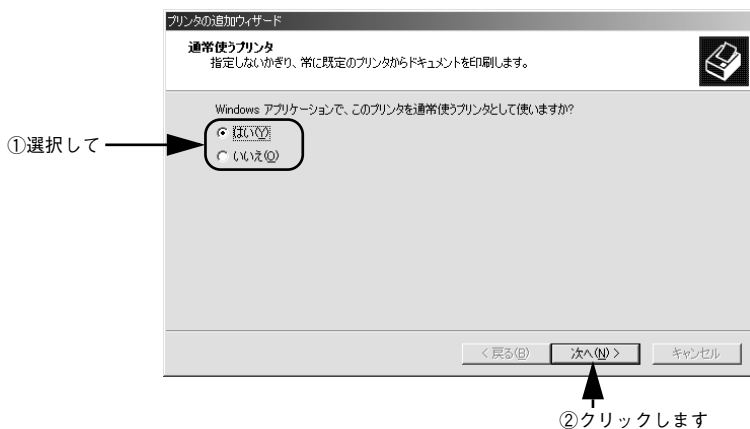 プリンタの追加ウィザード
通常使うプリンタ
指定しないかぎり、常に既定のプリンタからドキュメントを印刷します。
Windows アプリケーションで、このプリンタを通常使うプリンタとして使いますか?
はい(Y)
①選択して
いいえ(O)
< 戻る(B)
次へ(N) >
キャンセル
②クリックします